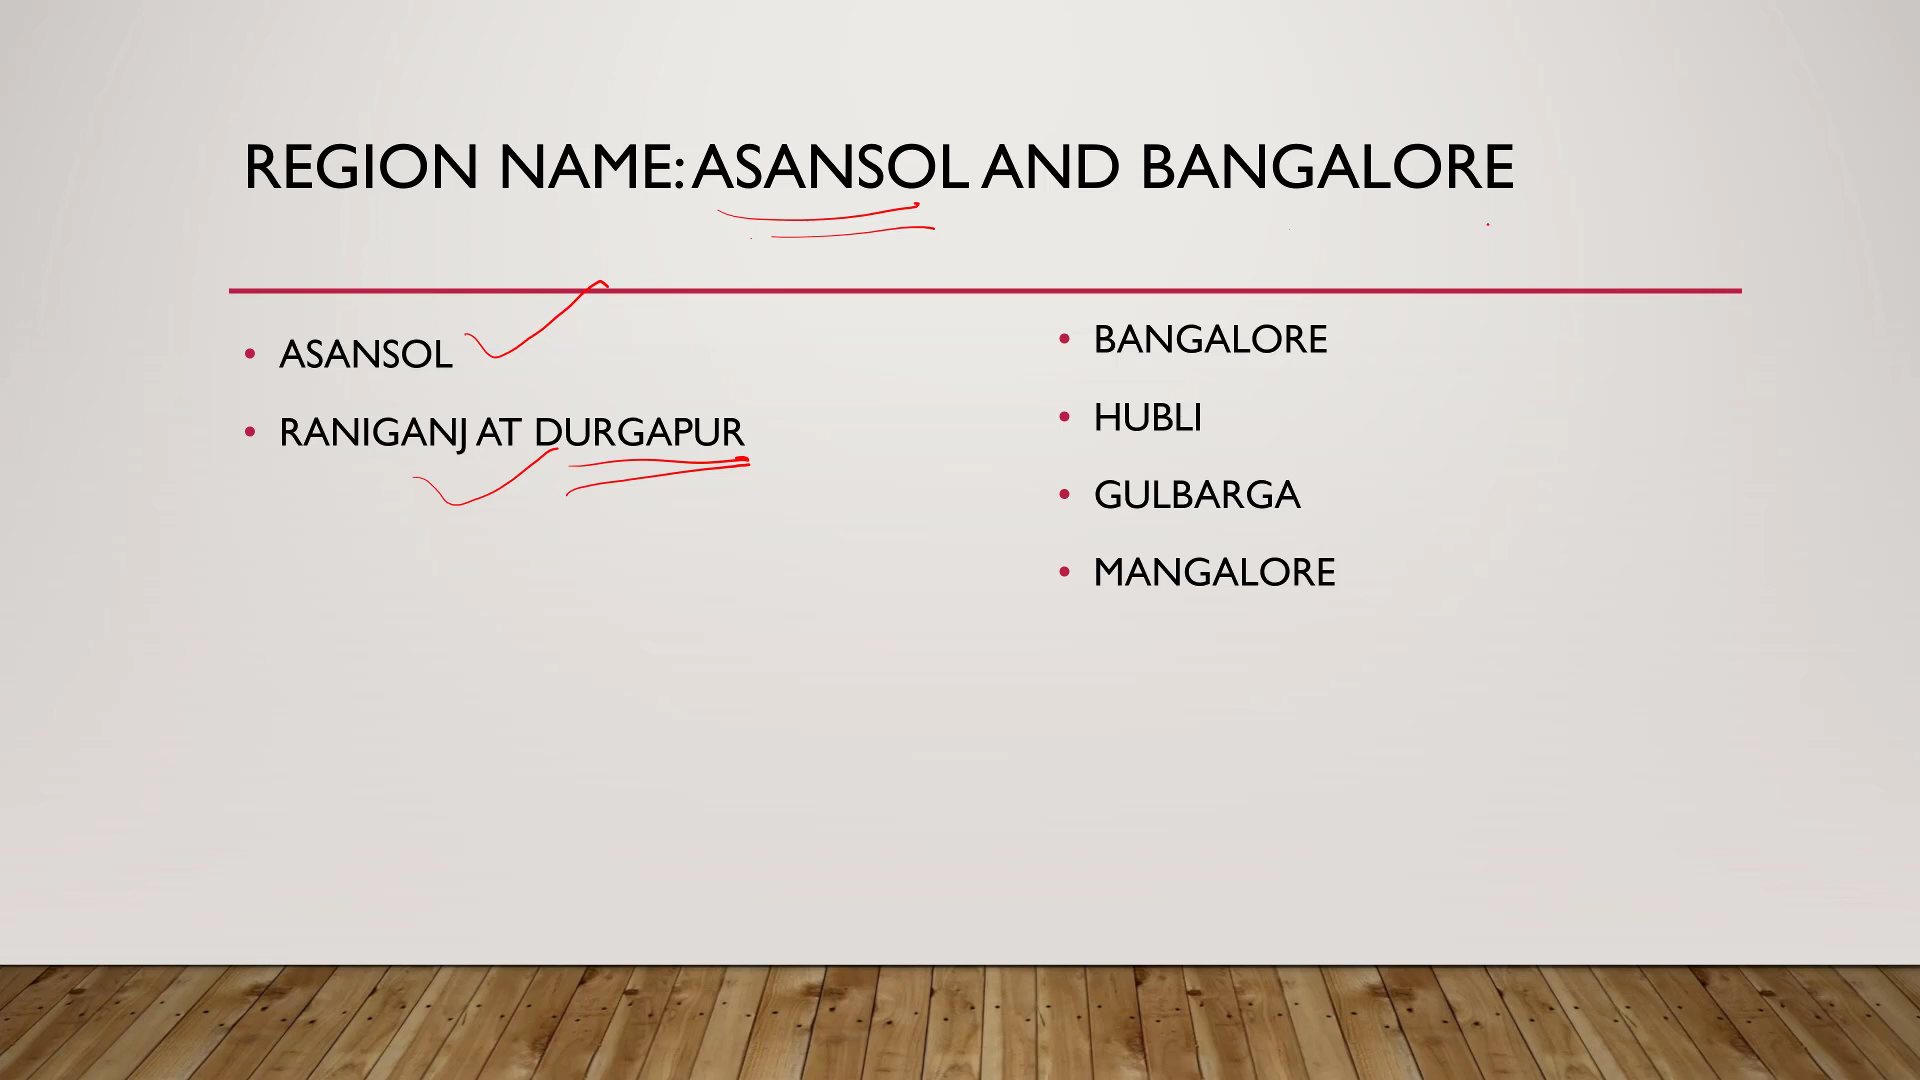 REGION NAME: ASANSOL AND BANGALORE
• ASANSOL
• RANIGANJ AT DURGAPUR
• BANGALORE
• HUBLI
• GULBARGA
• MANGALORE